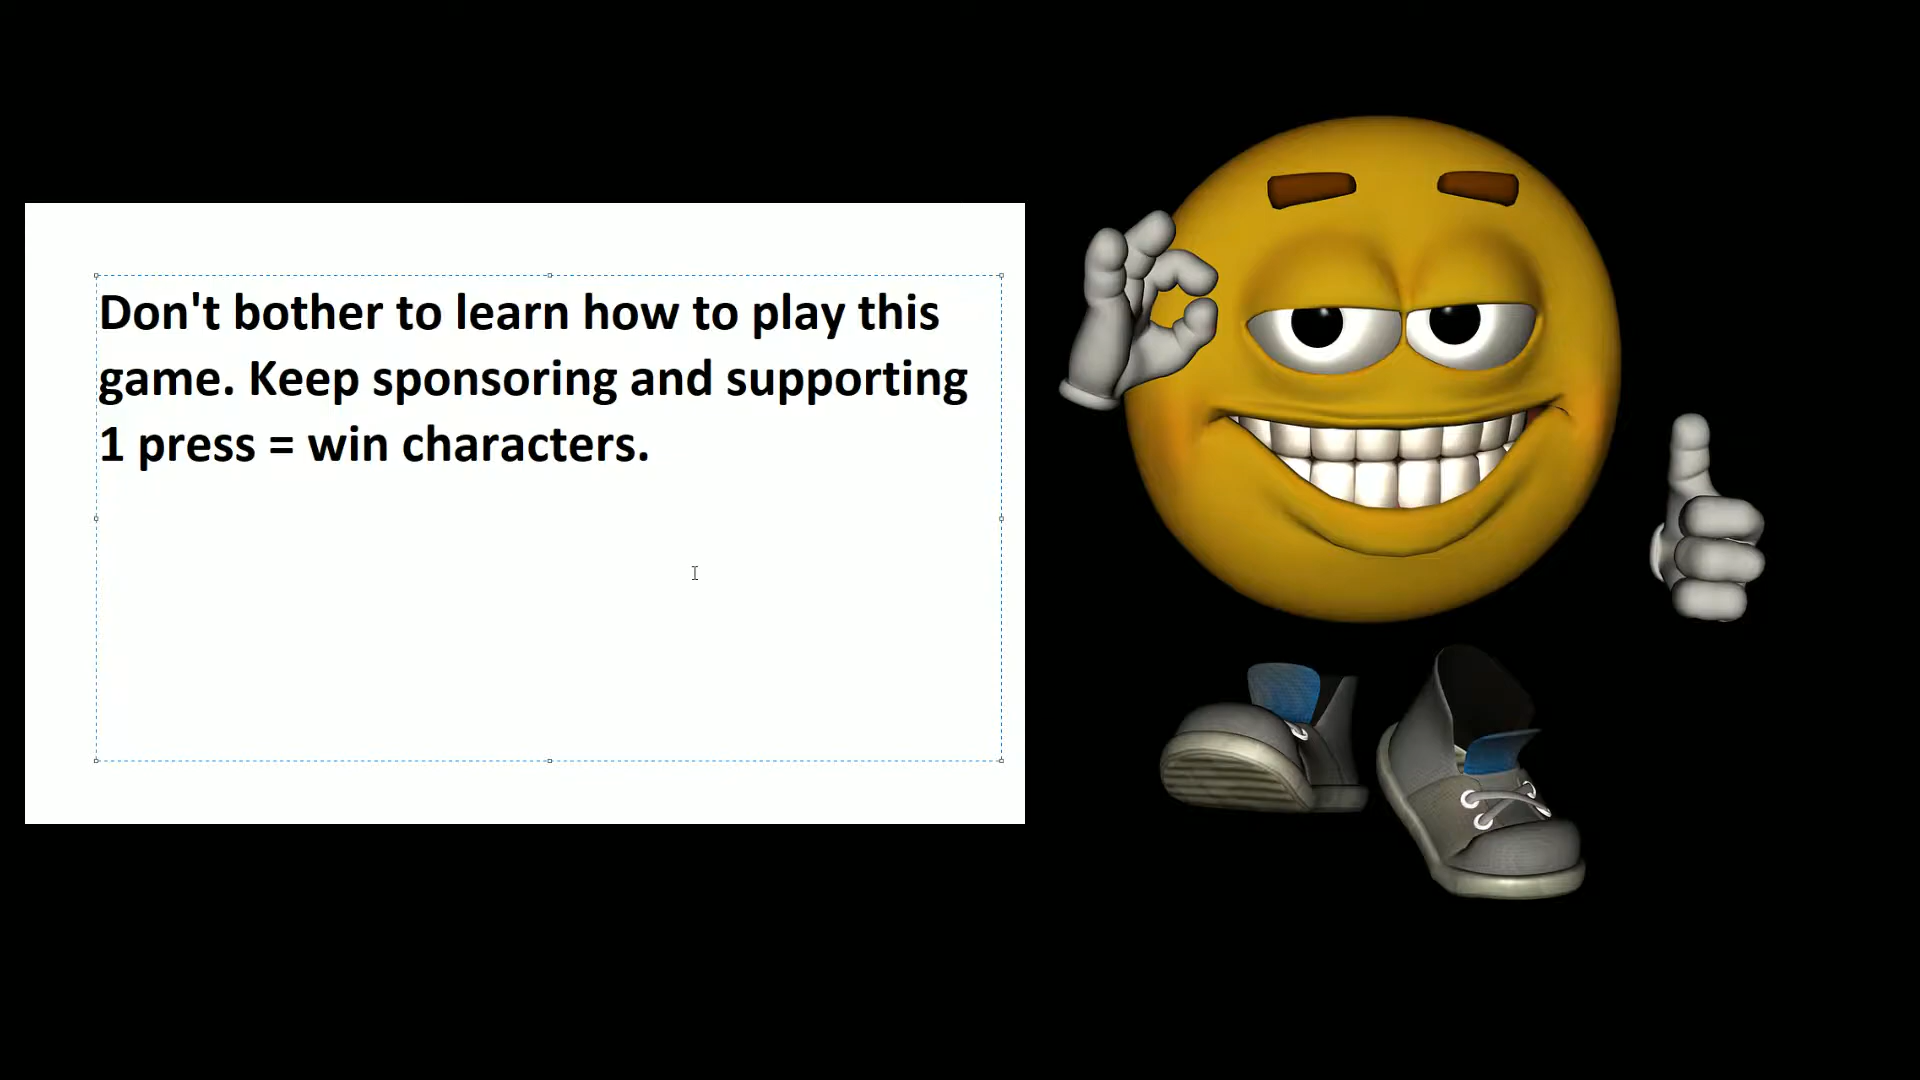 Don't bother to learn how to play this
game. Keep sponsoring and supporting
1 press = win characters.